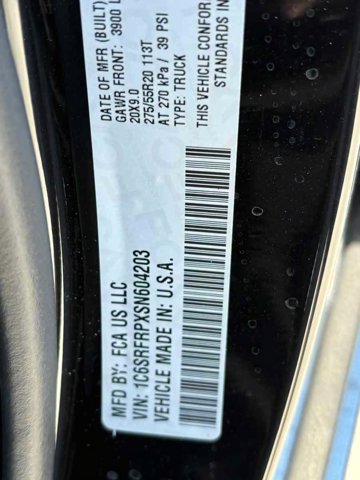 MFD BY: FCA US LLC
VIN: 1C6SRFRPXSN604203
VEHICLE MADE IN: U.S.A.
DATE OF MFR (BUILT)
GAWR FRONT: 3900 L
20X9.0
275/55R20 113T
AT 270 kPa / 39 PSI
TYPE: TRUCK
THIS VEHICLE CONFOR
STANDARDS IN